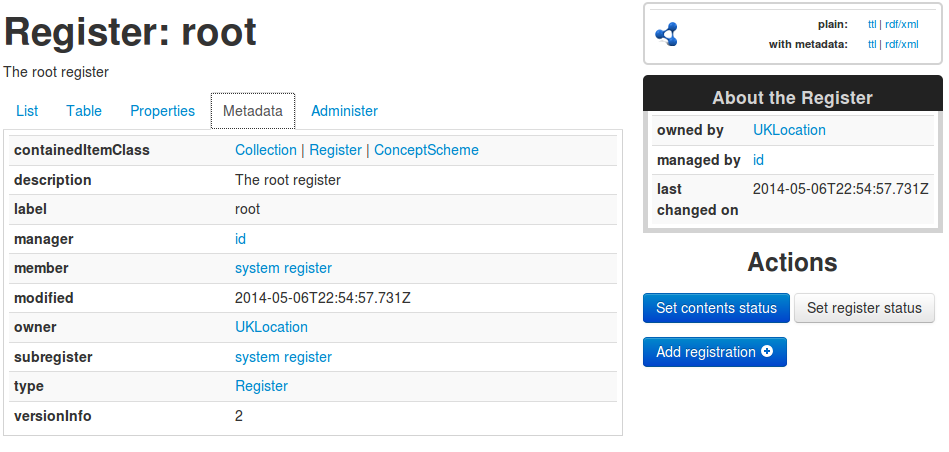 Register: root
The root register
List Table Properties Metadata Administer
containedItemClass Collection | Register | ConceptScheme
description The root register
label root
manager id
member system register
modified 2014-05-06T22:54:57.731Z
owner UKLocation
subregister system register
type Register
versionInfo 2
plain: ttl | rdf/xml
with metadata: ttl | rdf/xml
About the Register
owned by UKLocation
managed by id
last 2014-05-06T22:54:57.731Z
changed on
Actions
Set contents status Set register status
Add registration